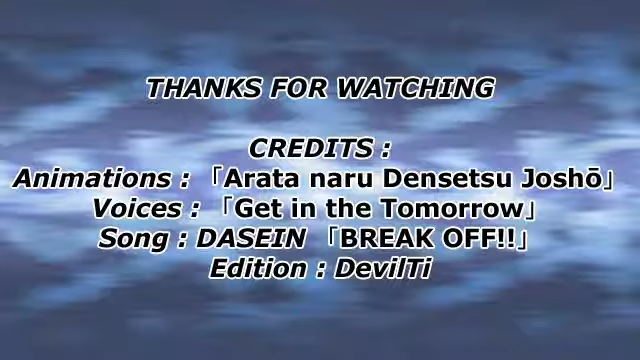 THANKS FOR WATCHING
CREDITS :
Animations : 「Arata naru Densetsu Joshō」
Voices : 「Get in the Tomorrow」
Song : DASEIN 「BREAK OFF!!」
Edition : DevilTi